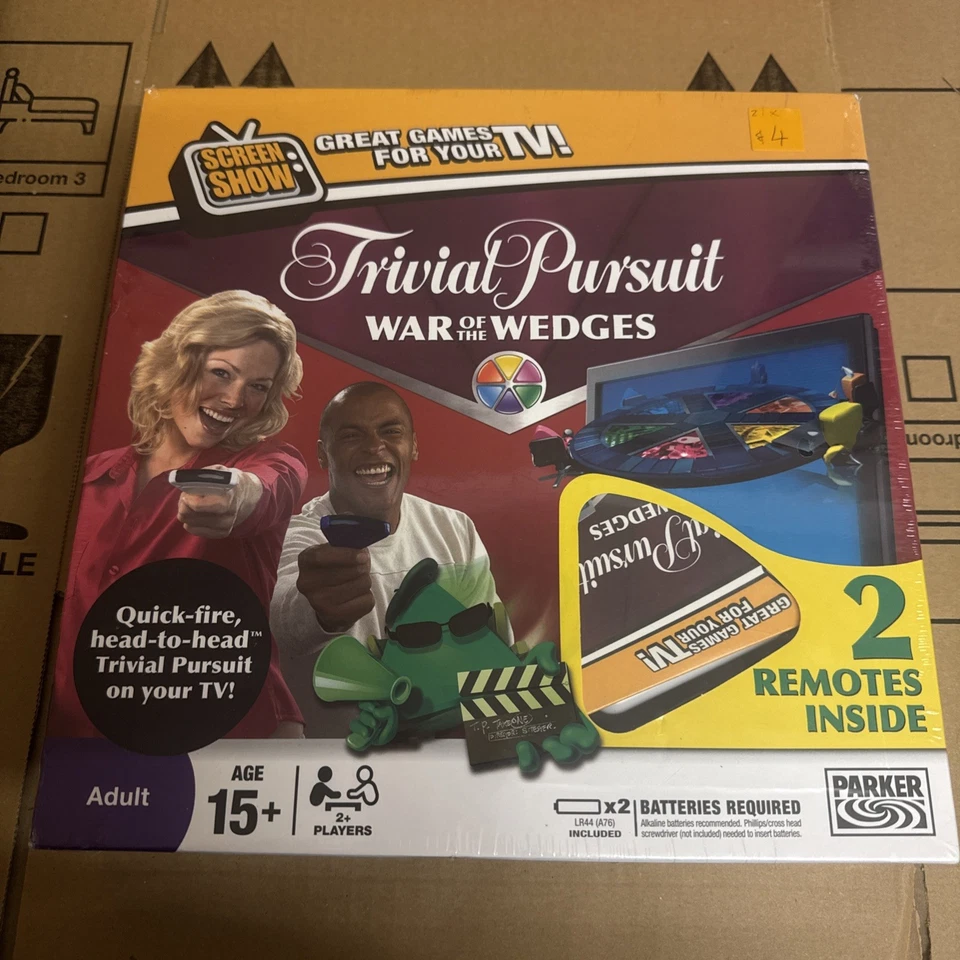 SCREEN
SHOW
GREAT GAMES
FOR YOUR TV!
$4
Trivial Pursuit
WAR OF THE WEDGES
Quick-fire,
head-to-head™
Trivial Pursuit
on your TV!
WEDGES
ial Pursuit
GREAT GAMES
FOR YOUR TV!
2
REMOTES
INSIDE
Adult
AGE
15+
2+
PLAYERS
x2
LR44 (A76)
INCLUDED
BATTERIES REQUIRED
Alkaline batteries recommended. Phillips/cross head
screwdriver (not included) needed to insert batteries.
PARKER
edroom 3
LE